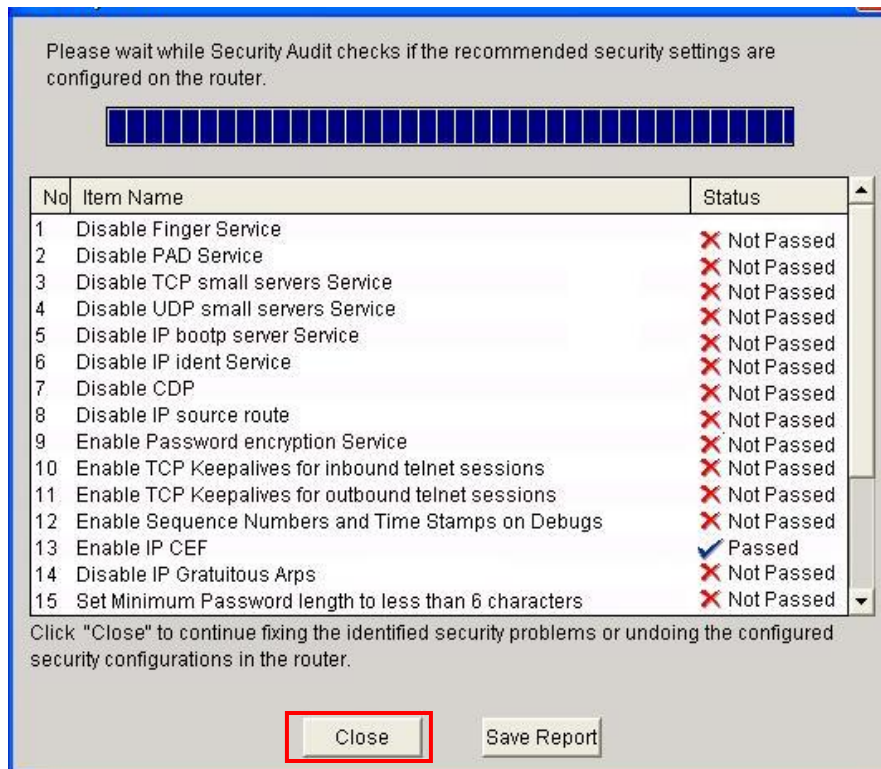 Please wait while Security Audit checks if the recommended security settings are
configured on the router.
No Item Name Status
1 Disable Finger Service Not Passed
2 Disable PAD Service Not Passed
3 Disable TCP small servers Service Not Passed
4 Disable UDP small servers Service Not Passed
5 Disable IP bootp server Service Not Passed
6 Disable IP ident Service Not Passed
7 Disable CDP Not Passed
8 Disable IP source route Not Passed
9 Enable Password encryption Service Not Passed
10 Enable TCP Keepalives for inbound telnet sessions Not Passed
11 Enable TCP Keepalives for outbound telnet sessions Not Passed
12 Enable Sequence Numbers and Time Stamps on Debugs Not Passed
13 Enable IP CEF Passed
14 Disable IP Gratuitous Arps Not Passed
15 Set Minimum Password length to less than 6 characters Not Passed
Click "Close" to continue fixing the identified security problems or undoing the configured
security configurations in the router.
Close Save Report